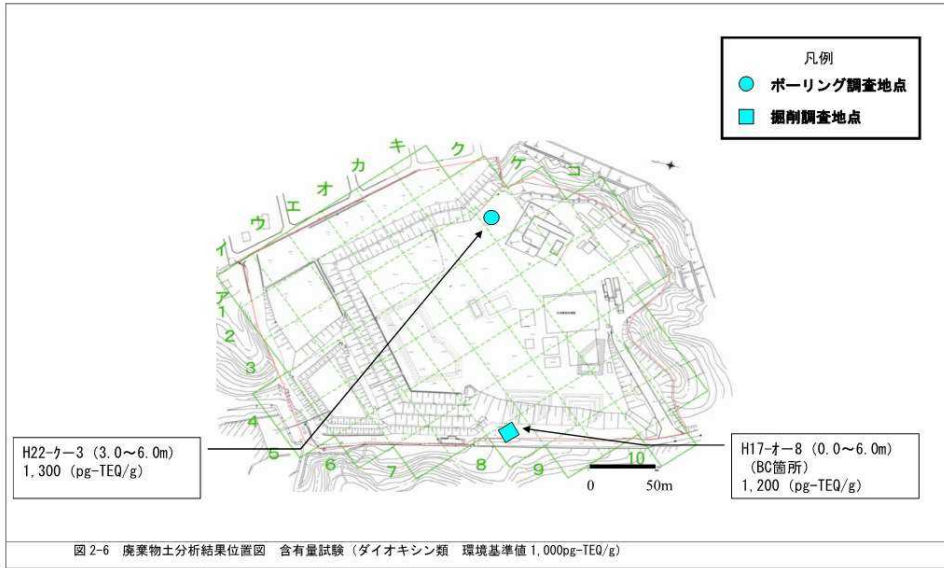 凡例
ボーリング調査地点
掘削調査地点
ア
イ
ウ
エ
オ
カ
キ
ク
ケ
コ
1
2
3
4
5
6
7
8
9
10
0 50m
H22-ケー3 (3.0～6.0m)
1,300 (pg-TEQ/g)
H17-オー8 (0.0～6.0m)
(BC箇所)
1,200 (pg-TEQ/g)
図 2-6 廃棄物土分析結果位置図 含有量試験 (ダイオキシン類 環境基準値 1,000pg-TEQ/g)